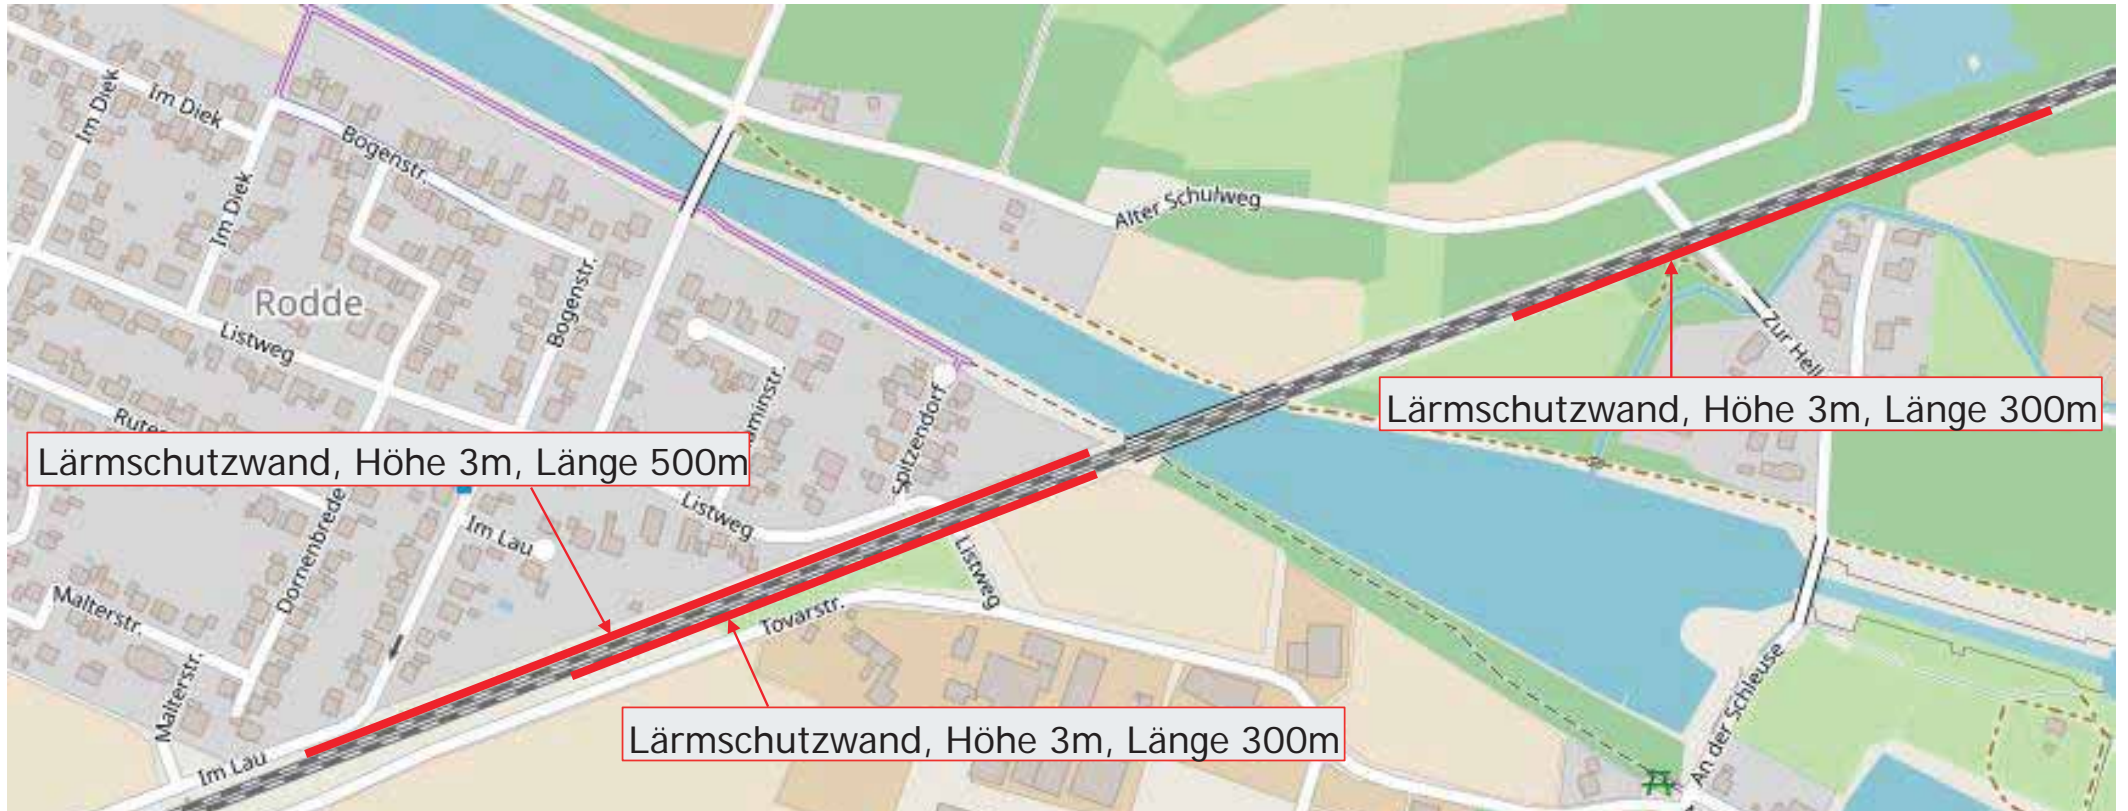 Im Diek
Im Diek
Bogenstr.
Im Diek
Alter Schulweg
Rodde
Bogenstr.
Listweg
Zur Hell
Lärmschutzwand, Höhe 3m, Länge 300m
Spitzendorf
Lärmschutzwand, Höhe 3m, Länge 500m
Listweg
Im Lau
Dornenbrede
Listweg
Malterstr.
Tovarstr.
Malterstr.
An der Schleuse
Lärmschutzwand, Höhe 3m, Länge 300m
Im Lau